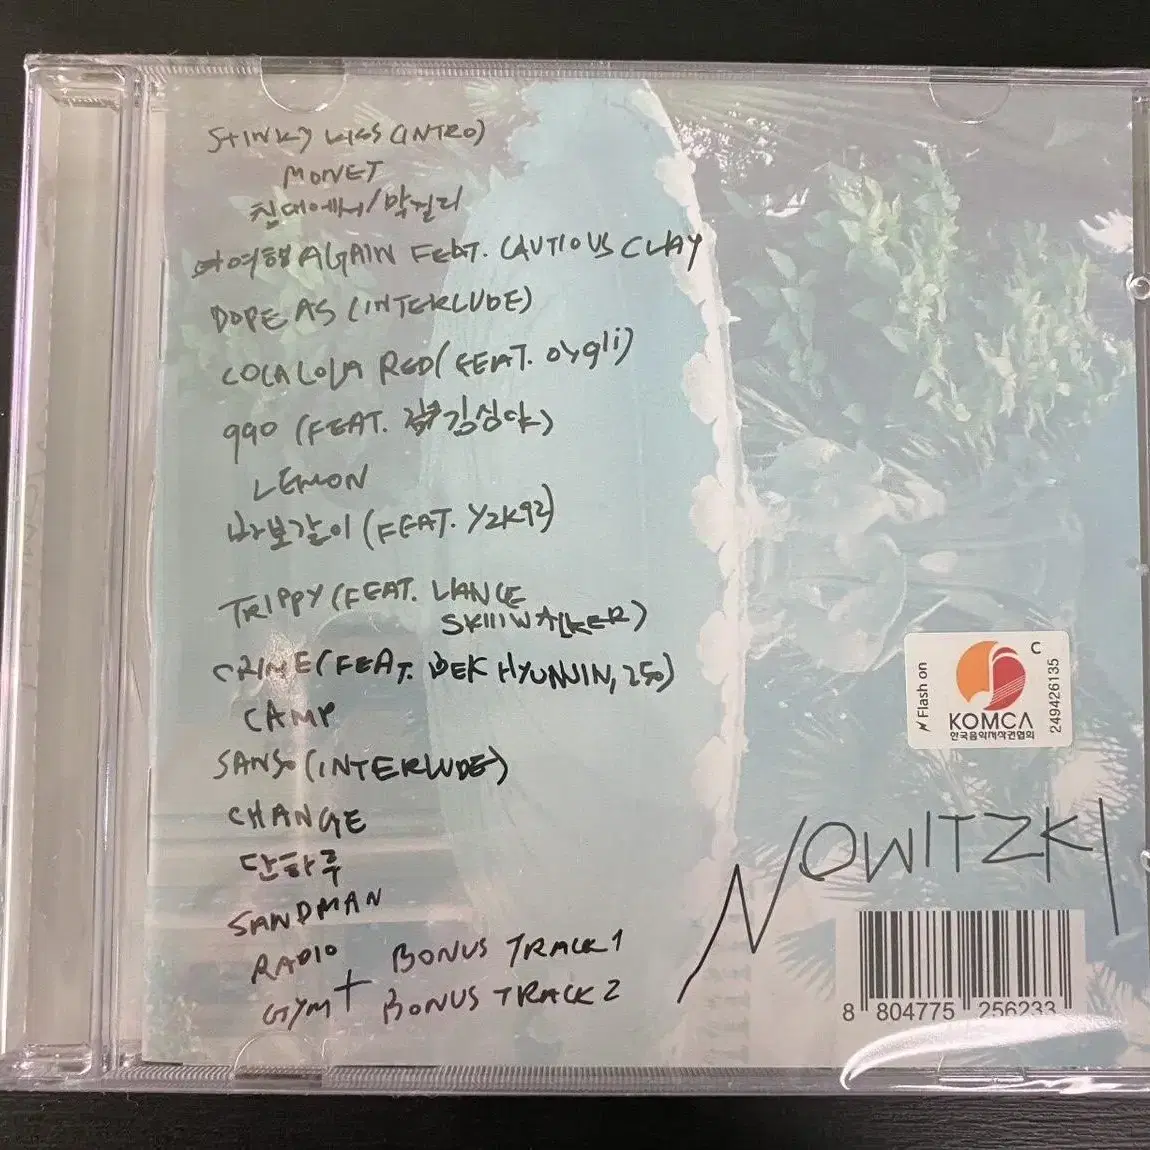 STINKY KISS (INTRO)
MONET
침대에서/막걸리
여행 AGAIN FEAT. CAUTIOUS CLAY
DOPE AS (INTERLUDE)
COCA COLA RED (FEAT. oygli)
990 (FEAT. 김심야)
LEMON
바보같이 (FEAT. Y2K92)
TRIPPY (FEAT. LIANCE
SKIIIWALKER)
CRIME (FEAT. BEK HYUNJIN, 250)
CAMP
SANSO (INTERLUDE)
CHANGE
단하루
SANDMAN
RADIO
GYM
+ BONUS TRACK 1
BONUS TRACK 2
Flash on
C
KOMCA
한국음악저작권협회
249426135
NOWITZKI
8 804775 256233